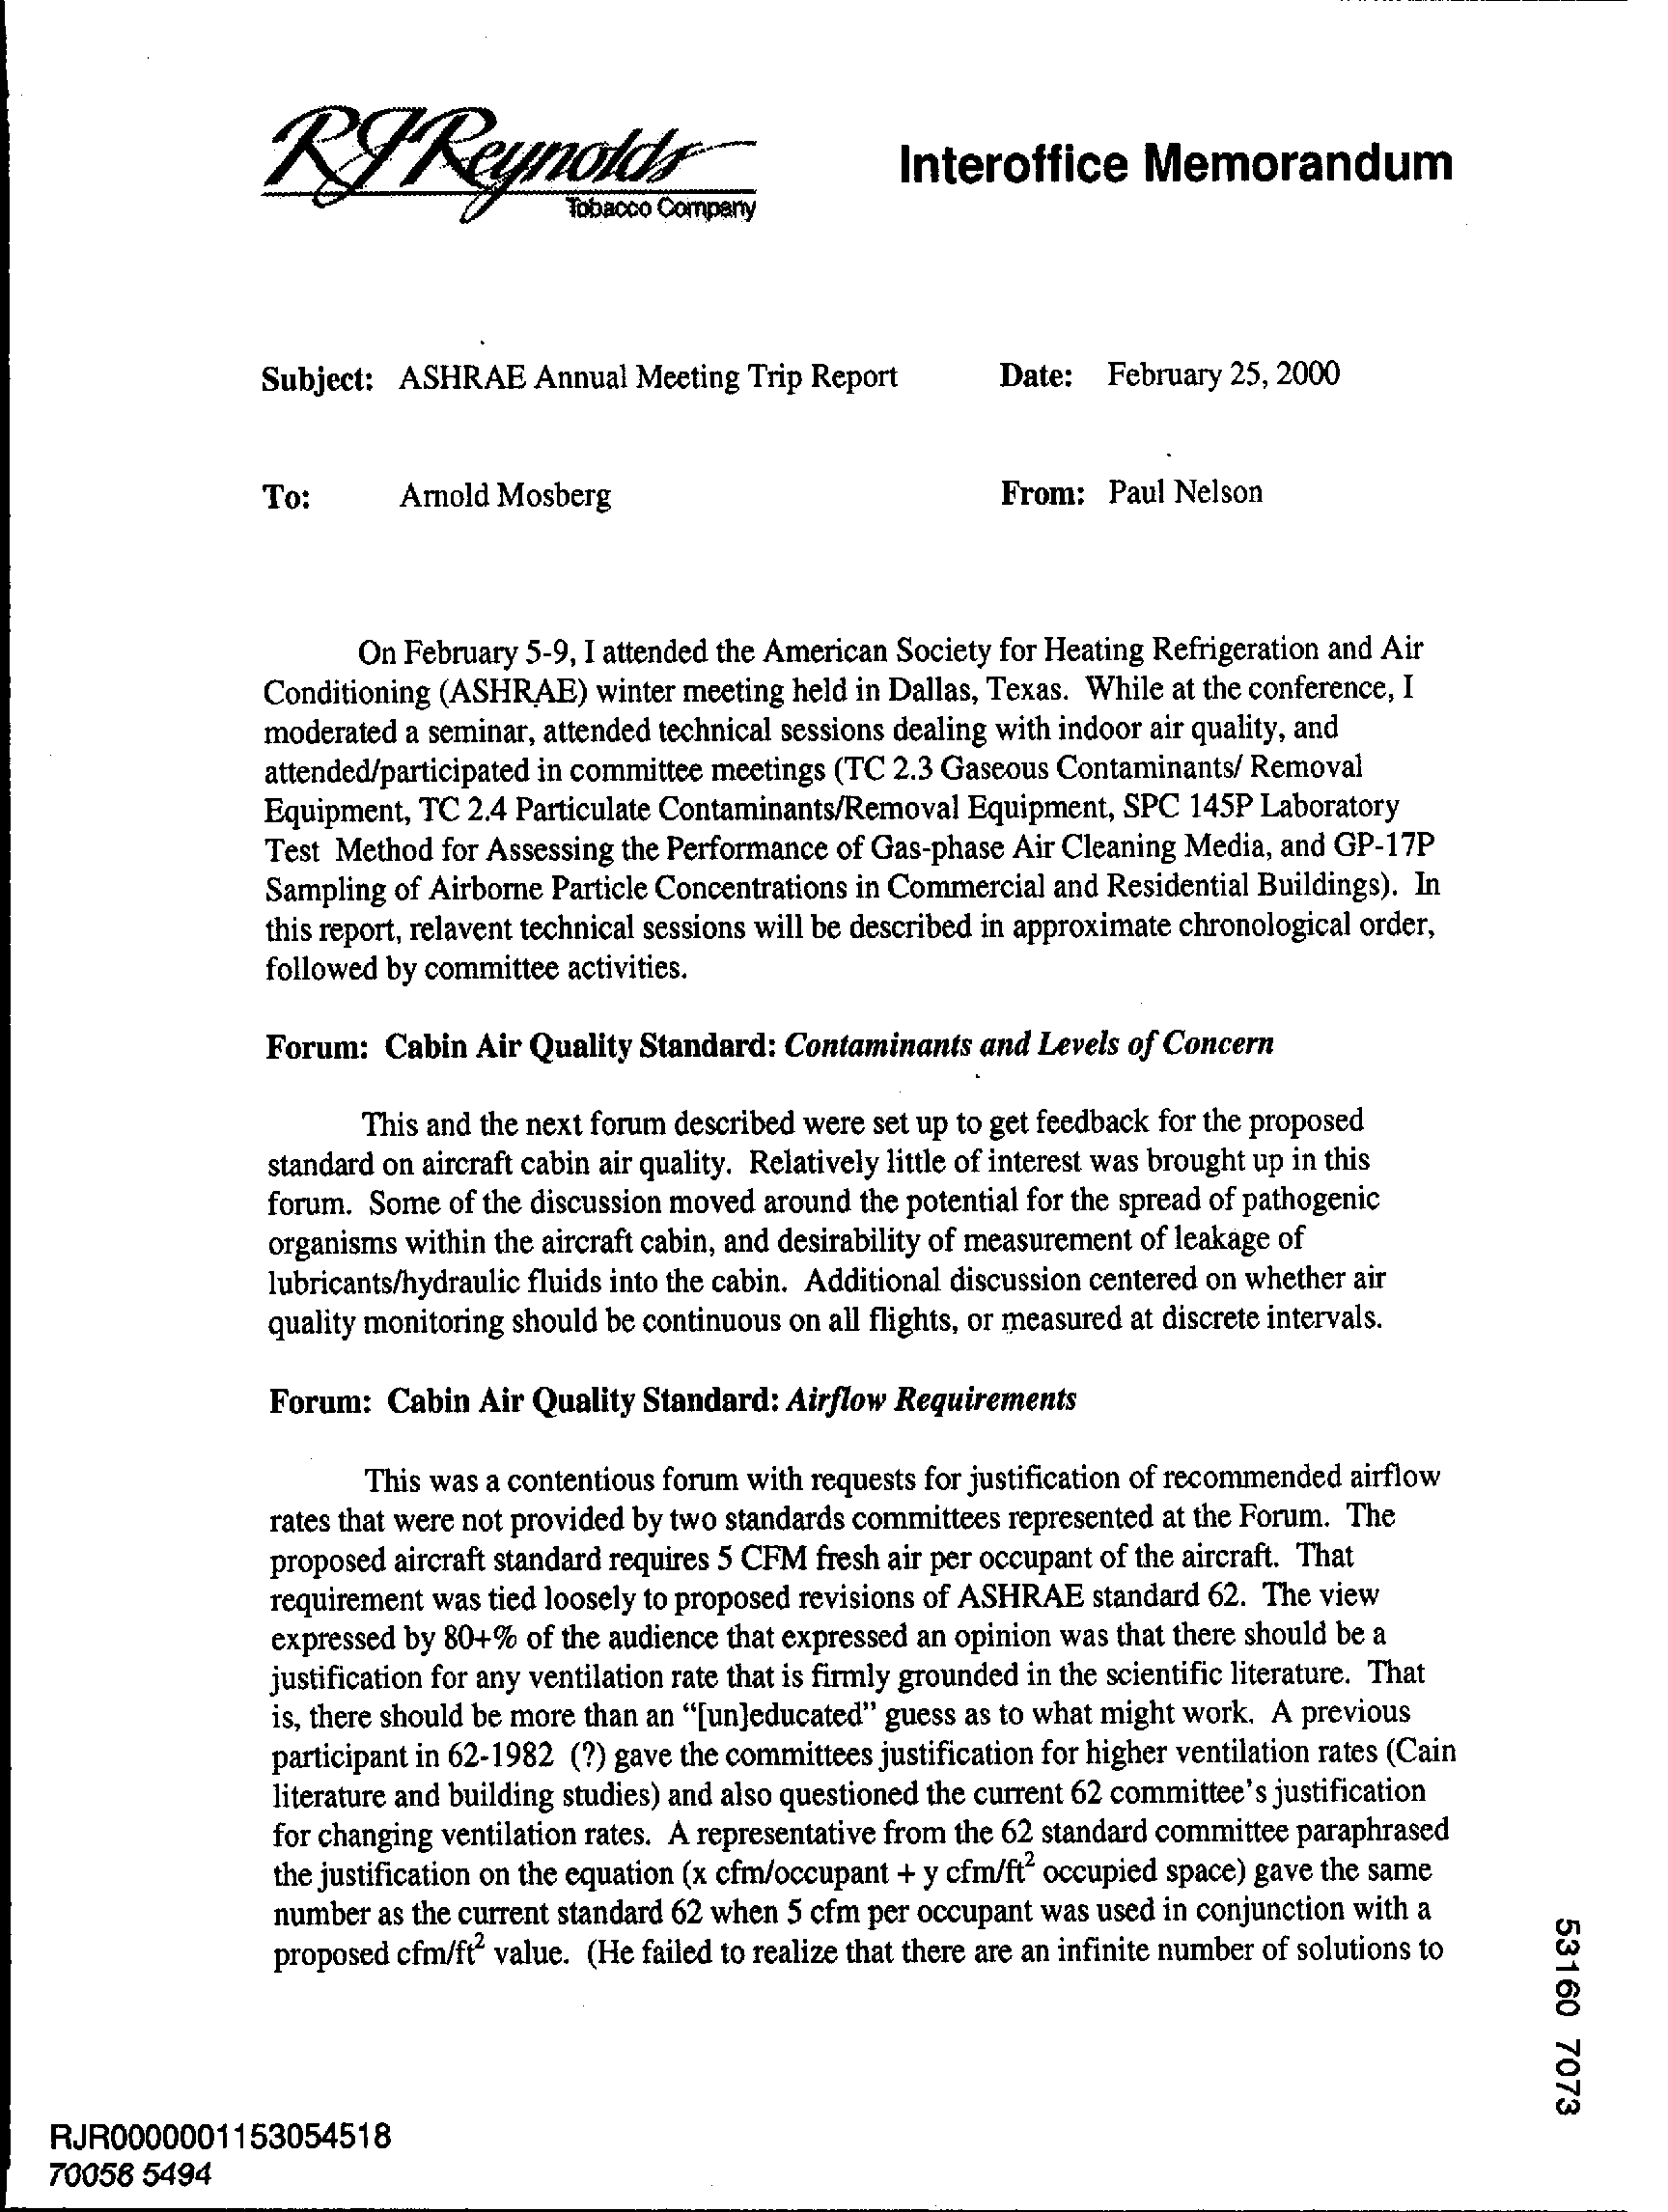 RJReynolds
Tobacco Company
Interoffice Memorandum
Subject: ASHRAE Annual Meeting Trip Report Date: February 25, 2000
To: Arnold Mosberg From: Paul Nelson
On February 5-9, I attended the American Society for Heating Refrigeration and Air
Conditioning (ASHRAE) winter meeting held in Dallas, Texas. While at the conference, I
moderated a seminar, attended technical sessions dealing with indoor air quality, and
attended/participated in committee meetings (TC 2.3 Gaseous Contaminants/ Removal
Equipment, TC 2.4 Particulate Contaminants/Removal Equipment, SPC 145P Laboratory
Test Method for Assessing the Performance of Gas-phase Air Cleaning Media, and GP-17P
Sampling of Airborne Particle Concentrations in Commercial and Residential Buildings). In
this report, relavent technical sessions will be described in approximate chronological order,
followed by committee activities.
Forum: Cabin Air Quality Standard: Contaminants and Levels of Concern
This and the next forum described were set up to get feedback for the proposed
standard on aircraft cabin air quality. Relatively little of interest was brought up in this
forum. Some of the discussion moved around the potential for the spread of pathogenic
organisms within the aircraft cabin, and desirability of measurement of leakage of
lubricants/hydraulic fluids into the cabin. Additional discussion centered on whether air
quality monitoring should be continuous on all flights, or measured at discrete intervals.
Forum: Cabin Air Quality Standard: Airflow Requirements
This was a contentious forum with requests for justification of recommended airflow
rates that were not provided by two standards committees represented at the Forum. The
proposed aircraft standard requires 5 CFM fresh air per occupant of the aircraft. That
requirement was tied loosely to proposed revisions of ASHRAE standard 62. The view
expressed by 80+% of the audience that expressed an opinion was that there should be a
justification for any ventilation rate that is firmly grounded in the scientific literature. That
is, there should be more than an “[un]educated” guess as to what might work. A previous
participant in 62-1982 (?) gave the committees justification for higher ventilation rates (Cain
literature and building studies) and also questioned the current 62 committee's justification
for changing ventilation rates. A representative from the 62 standard committee paraphrased
the justification on the equation (x cfm/occupant + y cfm/ft² occupied space) gave the same
number as the current standard 62 when 5 cfm per occupant was used in conjunction with a
proposed cfm/ft² value. (He failed to realize that there are an infinite number of solutions to
53160 7073
RJR0000001153054518
70056 5494